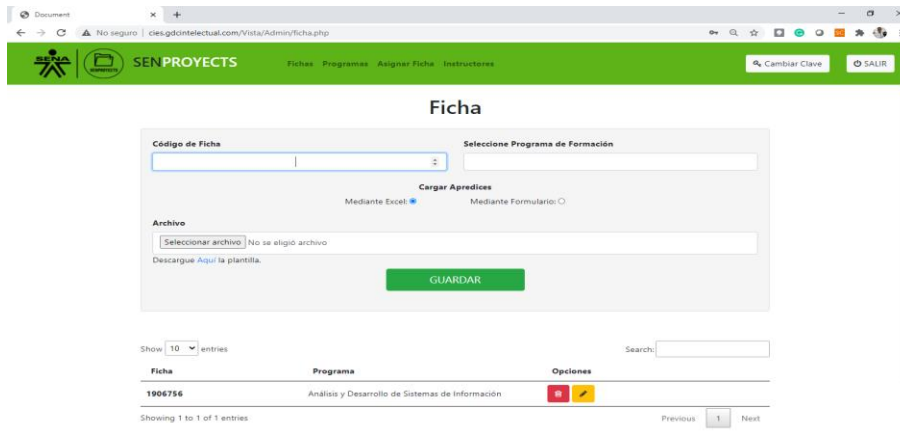 Document
No seguro | cies.gdcintelectual.com/Vista/Admin/ficha.php
SENA SENPROYECTS Fichas Programas Asignar Ficha Instructores Cambiar Clave SALIR
Ficha
Código de Ficha Seleccione Programa de Formación
Cargar Apredices
Mediante Excel: Mediante Formulario:
Archivo
Seleccionar archivo No se eligió archivo
Descargue Aquí la plantilla.
GUARDAR
Show 10 entries Search:
Ficha Programa Opciones
1906756 Análisis y Desarrollo de Sistemas de Información
Showing 1 to 1 of 1 entries Previous 1 Next